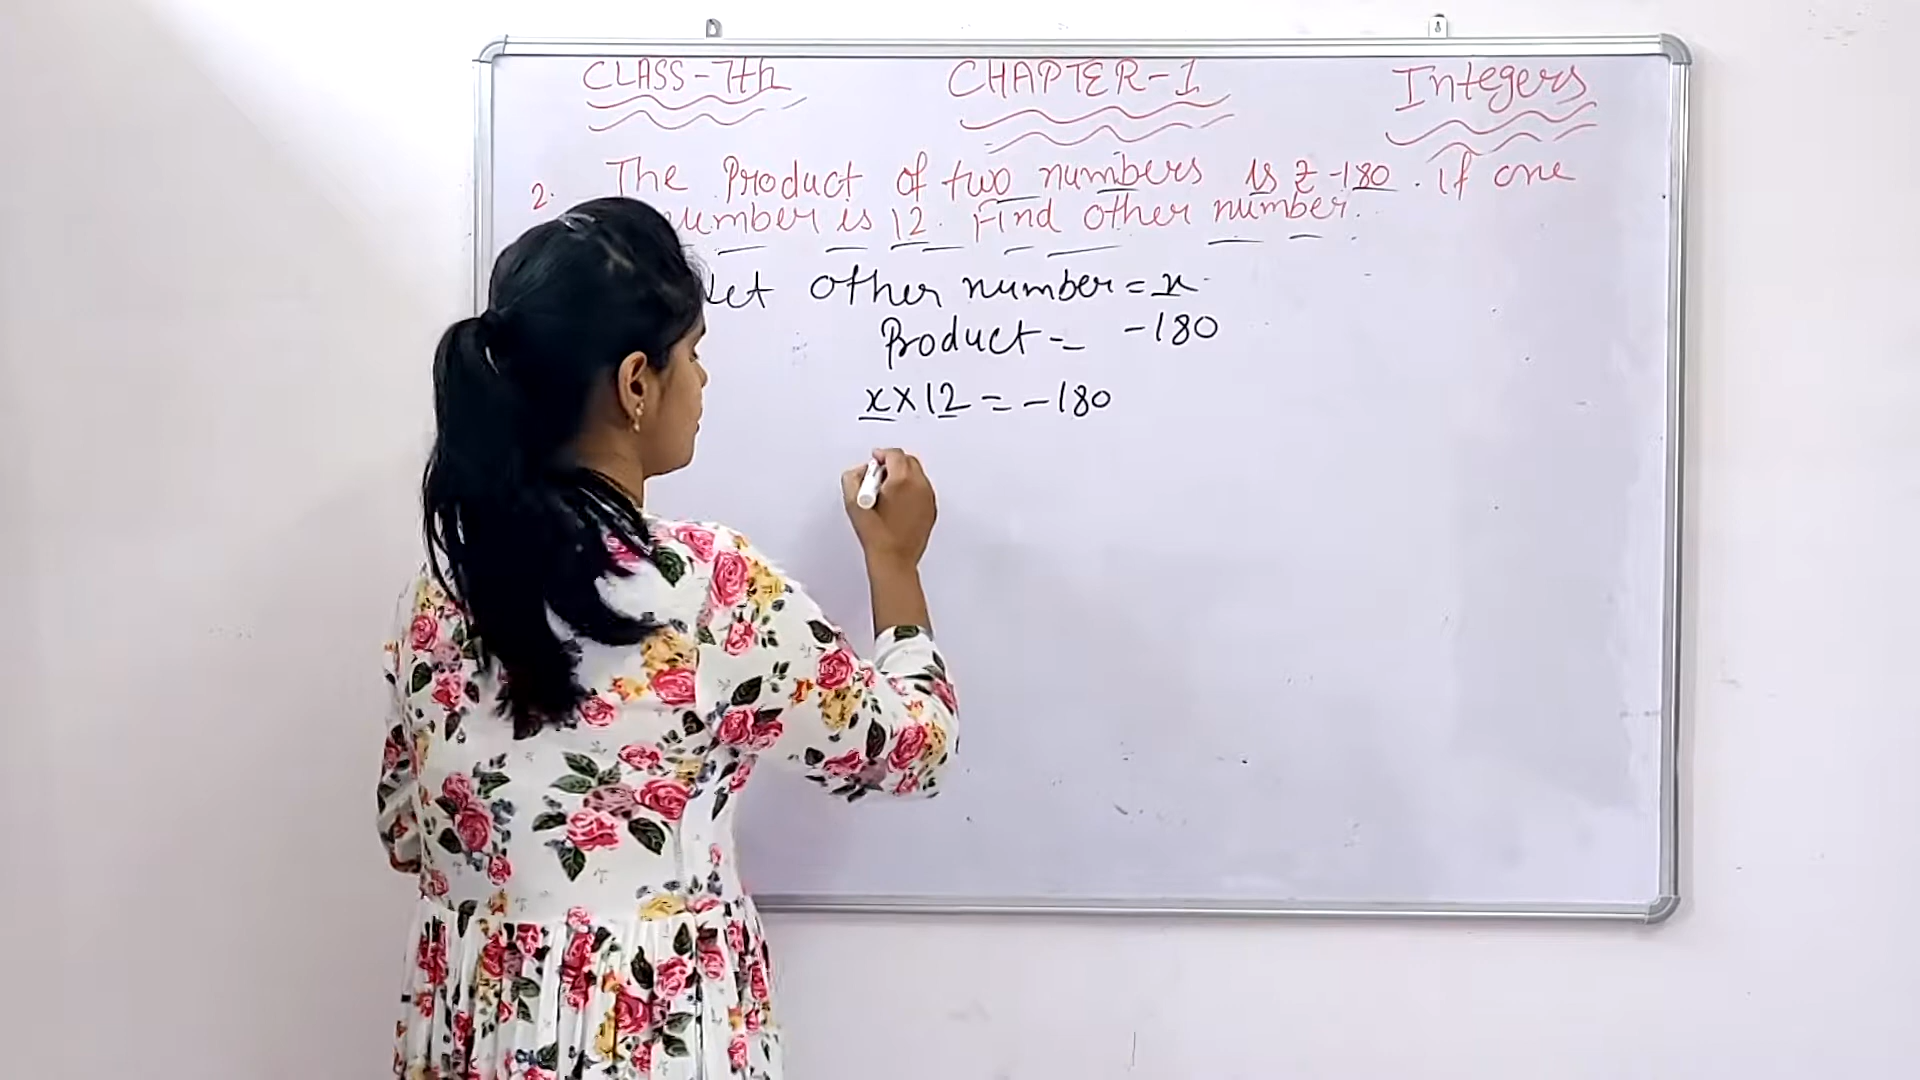 CLASS-7th CHAPTER-1 Integers
2. The Product of two numbers is -180. if one
number is 12. Find other number.
Let other number = x
Product = -180
x × 12 = -180